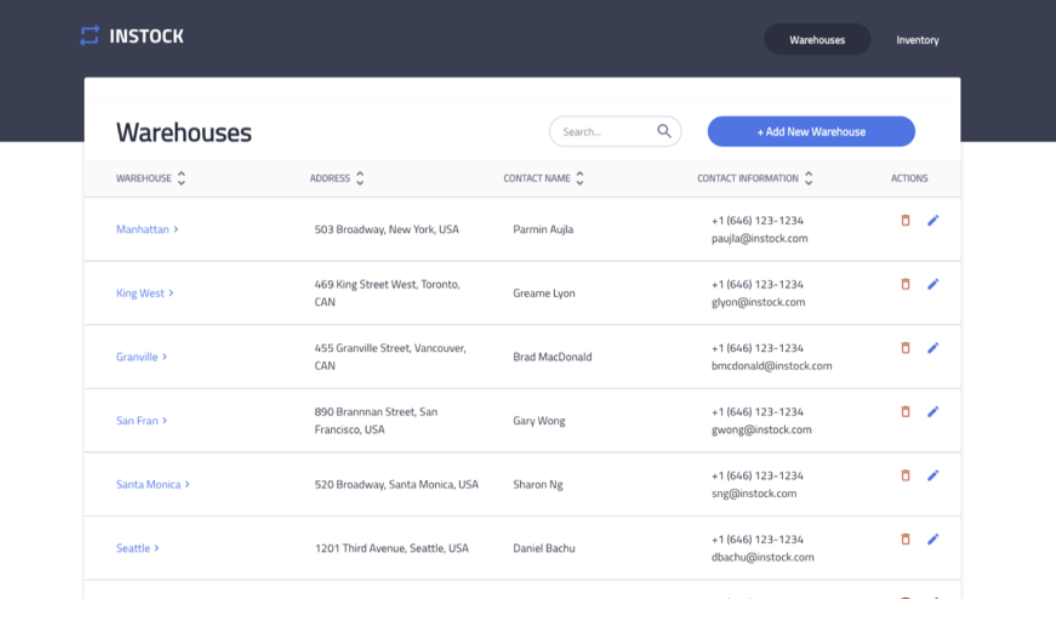 INSTOCK
Warehouses
Inventory
Warehouses
Search...
+ Add New Warehouse
WAREHOUSE
ADDRESS
CONTACT NAME
CONTACT INFORMATION
ACTIONS
Manhattan >
503 Broadway, New York, USA
Parmin Aujla
+1 (646) 123-1234
paujla@instock.com
King West >
469 King Street West, Toronto,
CAN
Greame Lyon
+1 (646) 123-1234
glyon@instock.com
Granville >
455 Granville Street, Vancouver,
CAN
Brad MacDonald
+1 (646) 123-1234
bmcdonald@instock.com
San Fran >
890 Brannnan Street, San
Francisco, USA
Gary Wong
+1 (646) 123-1234
gwong@instock.com
Santa Monica >
520 Broadway, Santa Monica, USA
Sharon Ng
+1 (646) 123-1234
sng@instock.com
Seattle >
1201 Third Avenue, Seattle, USA
Daniel Bachu
+1 (646) 123-1234
dbachu@instock.com